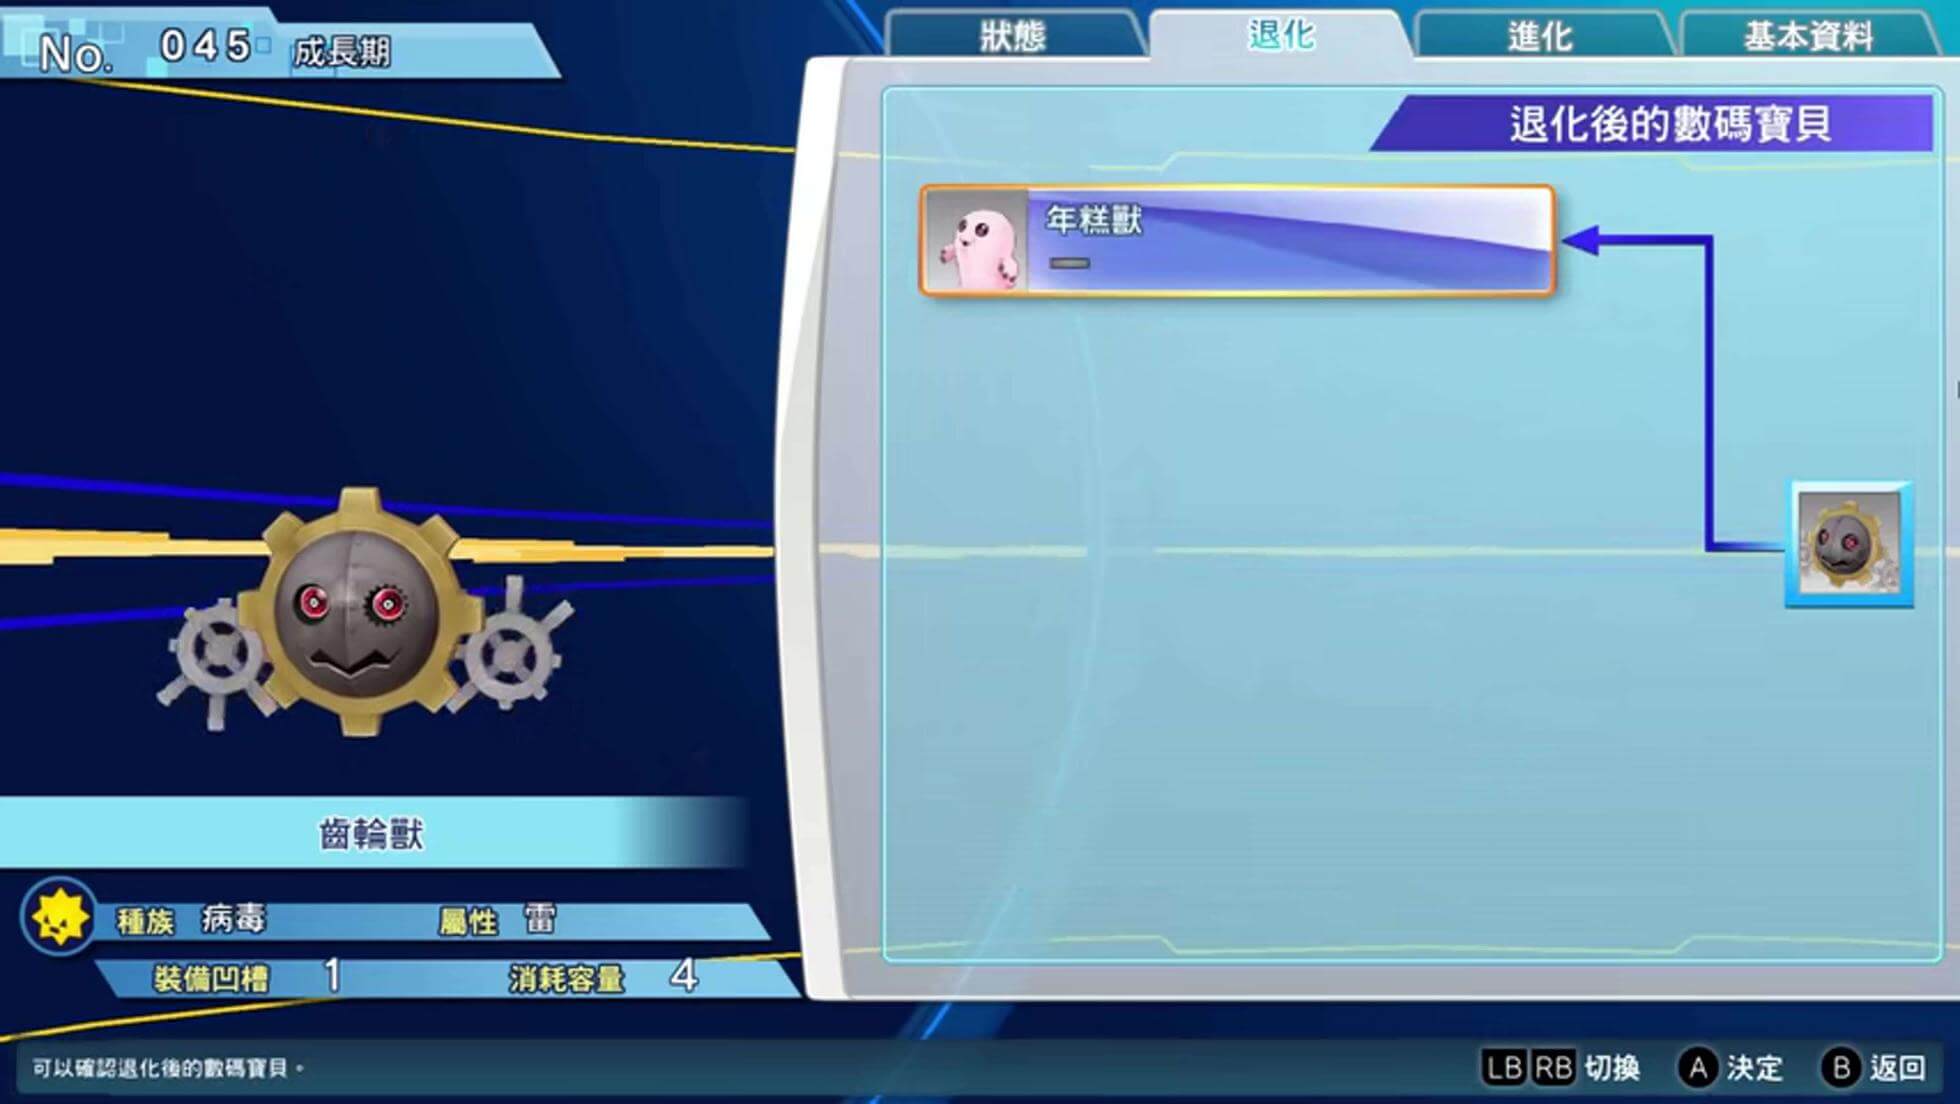 No. 045 成長期
狀態 退化 進化 基本資料
退化後的數碼寶貝
年糕獸
齒輪獸
種族 病毒 屬性 雷
裝備凹槽 1 消耗容量 4
可以確認退化後的數碼寶貝。
LB RB 切換 A 決定 B 返回